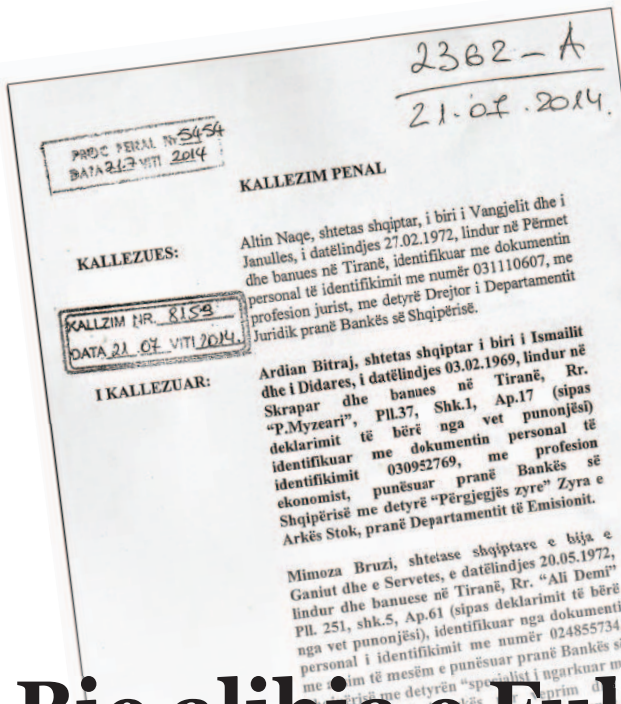 2362 - A
21.07.2014.
PROC PERAL Nr 5454
DATA 21.7 VITI 2014
KALLEZIM PENAL
KALLEZUES:
Altin Naqe, shtetas shqiptar, i biri i Vangjelit dhe i
Janulles, i datëlindjes 27.02.1972, lindur në Përmet
dhe banues në Tiranë, identifikuar me dokumentin
personal të identifikimit me numër 031110607, me
profesion jurist, me detyrë Drejtor i Departamentit
Juridik pranë Bankës së Shqipërisë.
KALLZIM NR. 8153
DATA 21 07 VITI 2014.
I KALLEZUAR:
Ardian Bitraj, shtetas shqiptar i biri i Ismailit
dhe i Didares, i datëlindjes 03.02.1969, lindur në
Skrapar dhe banues në Tiranë, Rr.
“P.Myzeari”, Pll.37, Shk.1, Ap.17 (sipas
deklarimit të bërë nga vet punonjësi)
identifikuar me dokumentin personal të
identifikimit 030952769, me profesion
ekonomist, punësuar pranë Bankës së
Shqipërisë me detyrë “Përgjegjës zyre” Zyra e
Arkës Stok, pranë Departamentit të Emisionit.
Mimoza Bruzi, shtetase shqiptare e bija e
Ganiut dhe e Servetes, e datëlindjes 20.05.1972,
lindur dhe banuese në Tiranë, Rr. “Ali Demi”
Pll. 251, shk.5, Ap.61 (sipas deklarimit të bërë
nga vet punonjësi), identifikuar nga dokumenti
personal i identifikimit me numër 024855734
me arsim të mesëm e punësuar pranë Bankës së
me detyrën “specialist i ngarkuar m
veprim